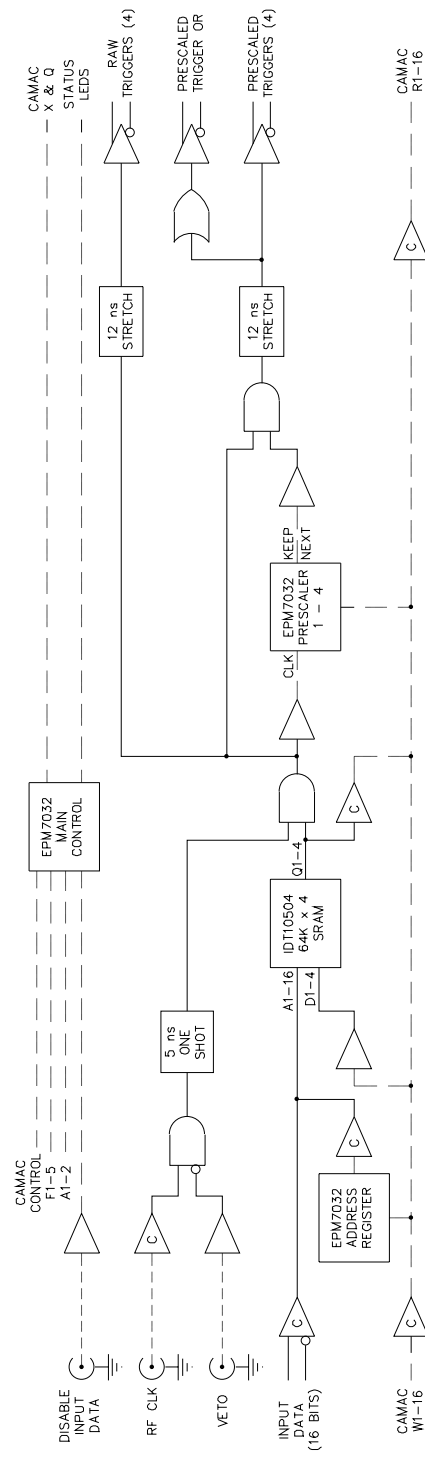 CAMAC
CONTROL
F1-5
A1-2
EPM7032
MAIN
CONTROL
CAMAC
X & Q
STATUS
LEDS
DISABLE
INPUT
DATA
RF CLK
C
VETO
5 ns
ONE
SHOT
12 ns
STRETCH
RAW
TRIGGERS (4)
PRESCALED
TRIGGER OR
12 ns
STRETCH
PRESCALED
TRIGGERS (4)
INPUT
DATA
(16 BITS)
C
A1-16
D1-4
IDT10504
64K x 4
SRAM
Q1-4
CLK
EPM7032
PRESCALER
1 - 4
KEEP
NEXT
EPM7032
ADDRESS
REGISTER
C
C
CAMAC
W1-16
C
C
CAMAC
R1-16